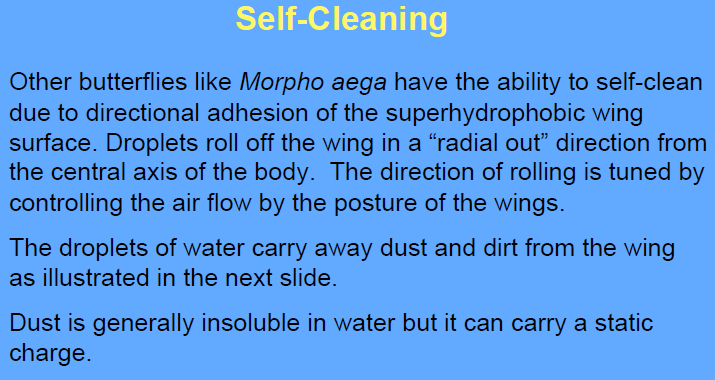 Self-Cleaning
Other butterflies like Morpho aega have the ability to self-clean
due to directional adhesion of the superhydrophobic wing
surface. Droplets roll off the wing in a “radial out” direction from
the central axis of the body.  The direction of rolling is tuned by
controlling the air flow by the posture of the wings.
The droplets of water carry away dust and dirt from the wing
as illustrated in the next slide.
Dust is generally insoluble in water but it can carry a static
charge.